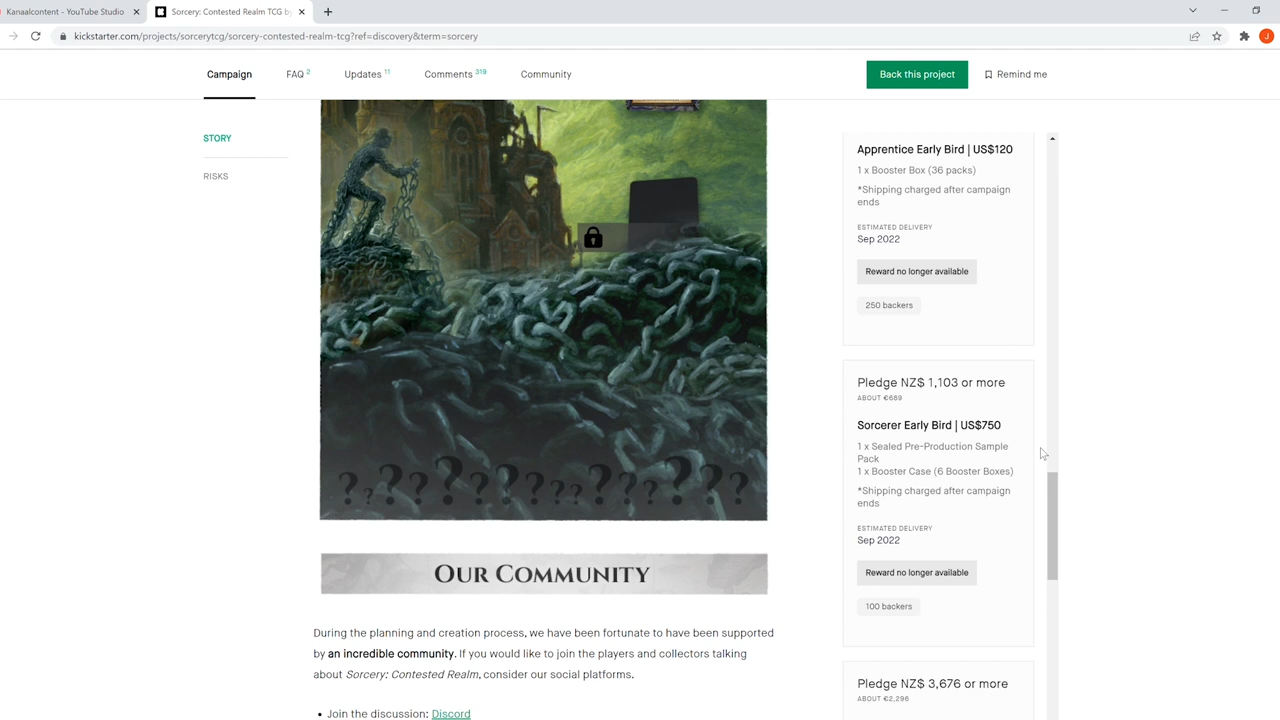 Kanaalcontent - YouTube Studio
Sorcery: Contested Realm TCG by
kickstarter.com/projects/sorcerytcg/sorcery-contested-realm-tcg?ref=discovery&term=sorcery
J
Campaign
FAQ 2
Updates 11
Comments 319
Community
Back this project
Remind me
STORY
RISKS
Apprentice Early Bird | US$120
1 x Booster Box (36 packs)
*Shipping charged after campaign
ends
ESTIMATED DELIVERY
Sep 2022
Reward no longer available
250 backers
Pledge NZ$ 1,103 or more
ABOUT €689
Sorcerer Early Bird | US$750
1 x Sealed Pre-Production Sample
Pack
1 x Booster Case (6 Booster Boxes)
*Shipping charged after campaign
ends
ESTIMATED DELIVERY
Sep 2022
Reward no longer available
100 backers
Pledge NZ$ 3,676 or more
ABOUT €2,296
? ? ? ? ? ? ? ? ? ? ? ? ? ? ? ?
OUR COMMUNITY
During the planning and creation process, we have been fortunate to have been supported
by an incredible community. If you would like to join the players and collectors talking
about Sorcery: Contested Realm, consider our social platforms.
• Join the discussion: Discord